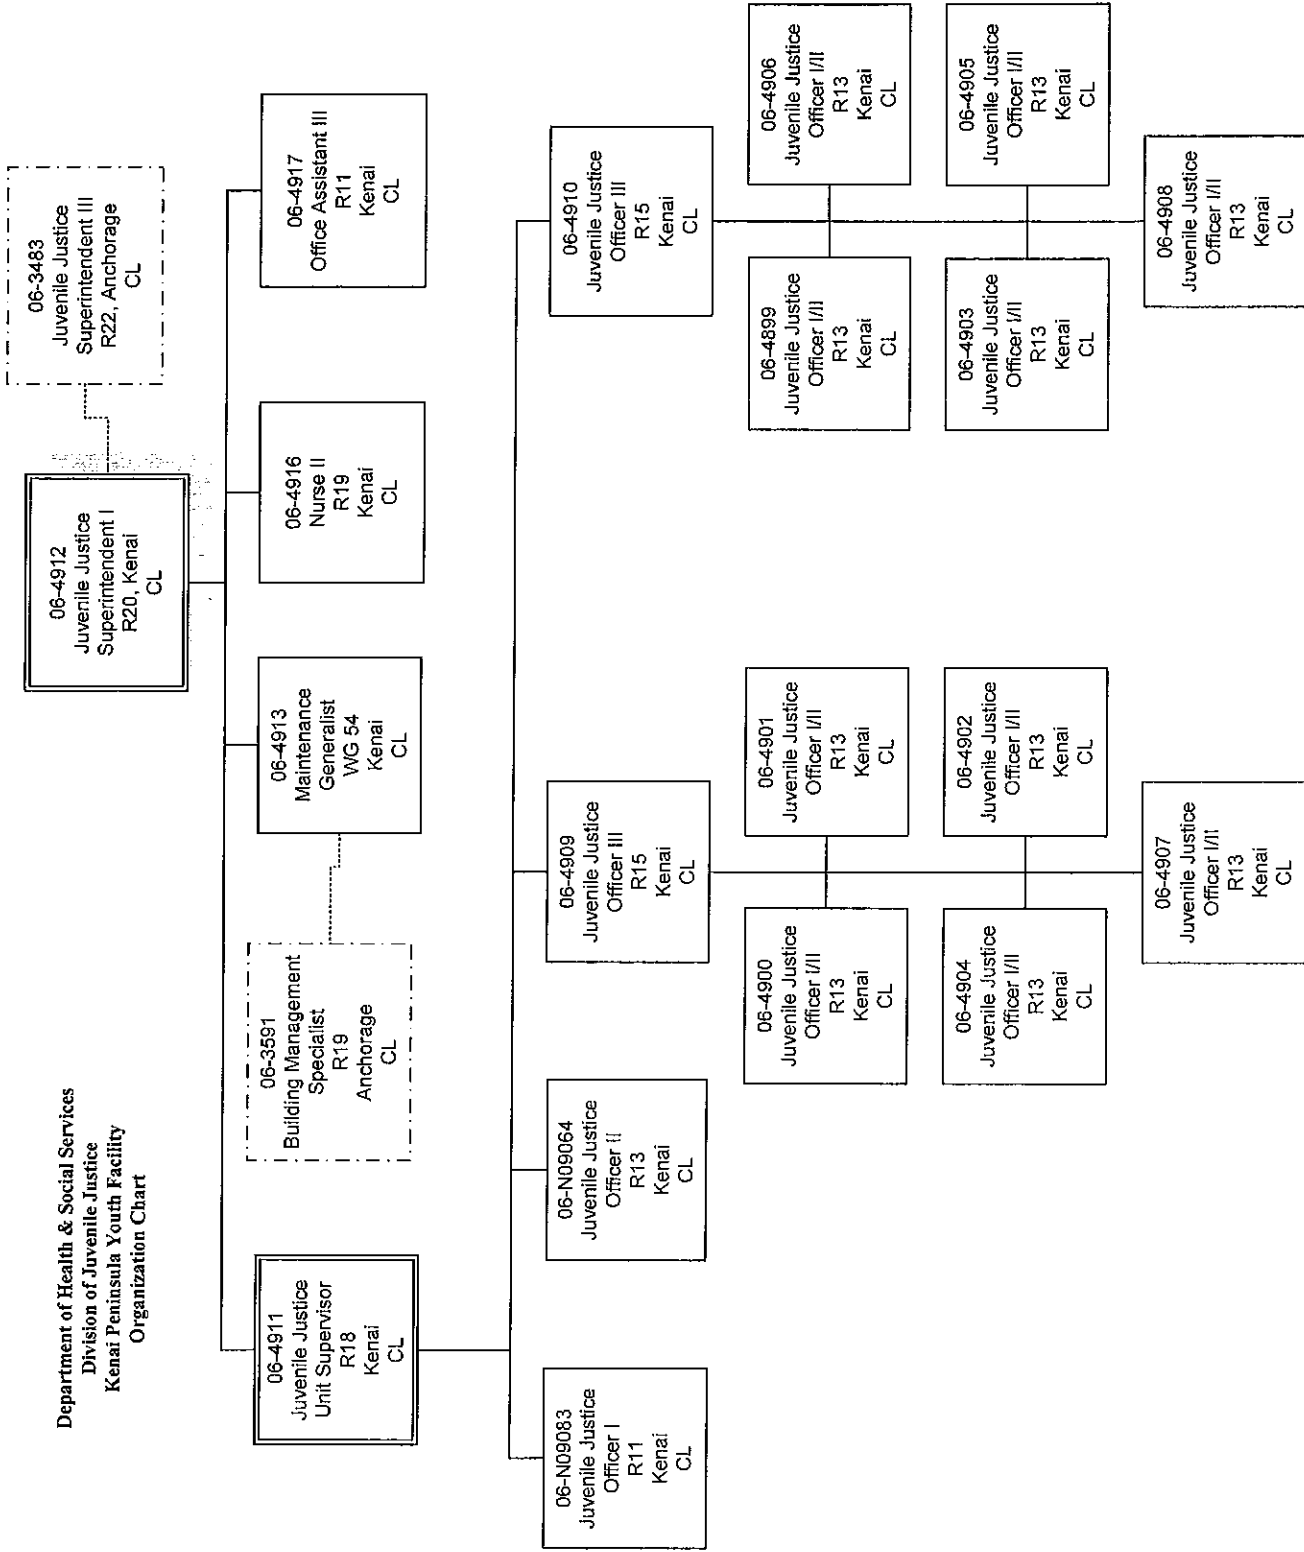 Department of Health & Social Services
Division of Juvenile Justice
Kenai Peninsula Youth Facility
Organization Chart
06-3483
Juvenile Justice
Superintendent III
R22, Anchorage
CL
06-4912
Juvenile Justice
Superintendent I
R20, Kenai
CL
06-4911
Juvenile Justice
Unit Supervisor
R18
Kenai
CL
06-3591
Building Management
Specialist
R19
Anchorage
CL
06-4913
Maintenance
Generalist
WG 54
Kenai
CL
06-4916
Nurse II
R19
Kenai
CL
06-4917
Office Assistant III
R11
Kenai
CL
06-N09083
Juvenile Justice
Officer I
R11
Kenai
CL
06-N09064
Juvenile Justice
Officer II
R13
Kenai
CL
06-4909
Juvenile Justice
Officer III
R15
Kenai
CL
06-4910
Juvenile Justice
Officer III
R15
Kenai
CL
06-4900
Juvenile Justice
Officer I/II
R13
Kenai
CL
06-4901
Juvenile Justice
Officer I/II
R13
Kenai
CL
06-4899
Juvenile Justice
Officer I/II
R13
Kenai
CL
06-4906
Juvenile Justice
Officer I/II
R13
Kenai
CL
06-4904
Juvenile Justice
Officer I/II
R13
Kenai
CL
06-4902
Juvenile Justice
Officer I/II
R13
Kenai
CL
06-4903
Juvenile Justice
Officer I/II
R13
Kenai
CL
06-4905
Juvenile Justice
Officer I/II
R13
Kenai
CL
06-4907
Juvenile Justice
Officer I/II
R13
Kenai
CL
06-4908
Juvenile Justice
Officer I/II
R13
Kenai
CL